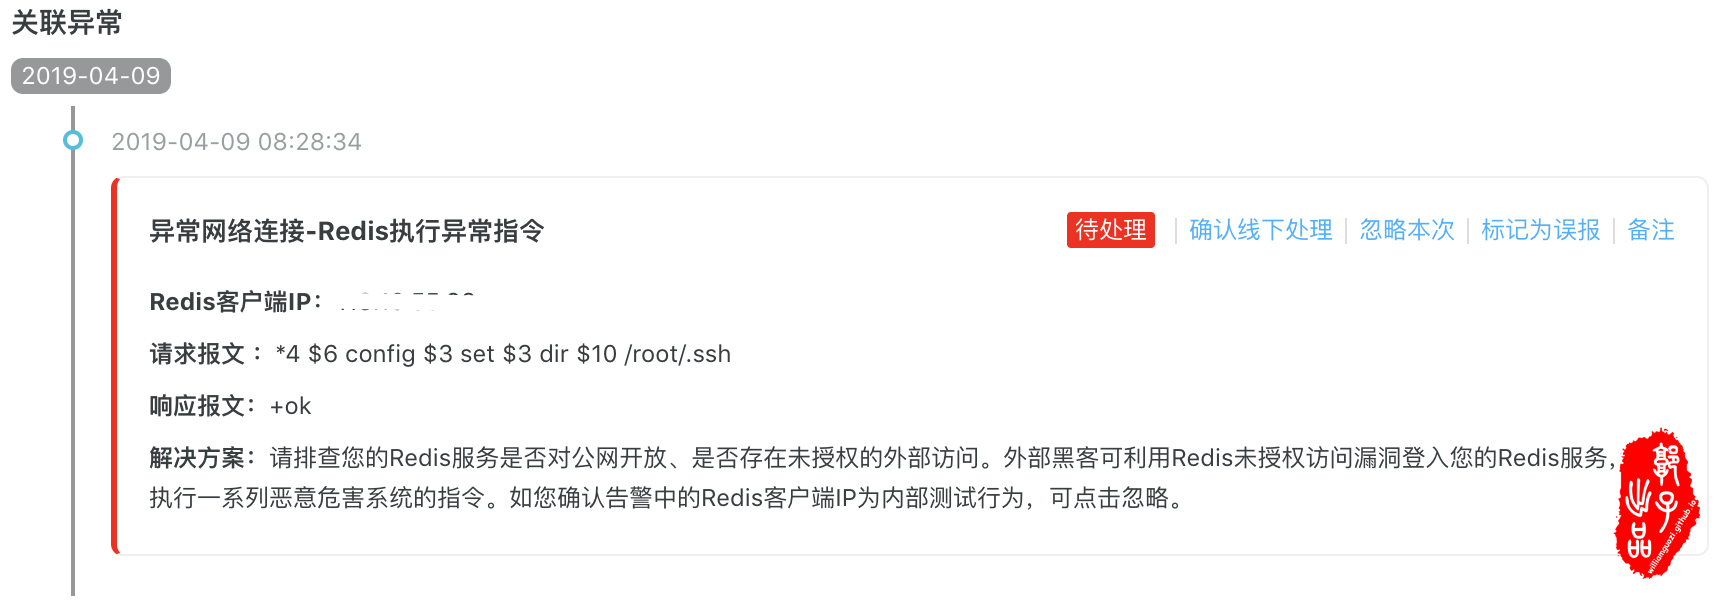 关联异常
2019-04-09
2019-04-09 08:28:34
异常网络连接-Redis执行异常指令
待处理
确认线下处理
忽略本次
标记为误报
备注
Redis客户端IP：
请求报文： *4 $6 config $3 set $3 dir $10 /root/.ssh
响应报文：+ok
解决方案：请排查您的Redis服务是否对公网开放、是否存在未授权的外部访问。外部黑客可利用Redis未授权访问漏洞登入您的Redis服务，
执行一系列恶意危害系统的指令。如您确认告警中的Redis客户端IP为内部测试行为，可点击忽略。
williamguozi.github.io